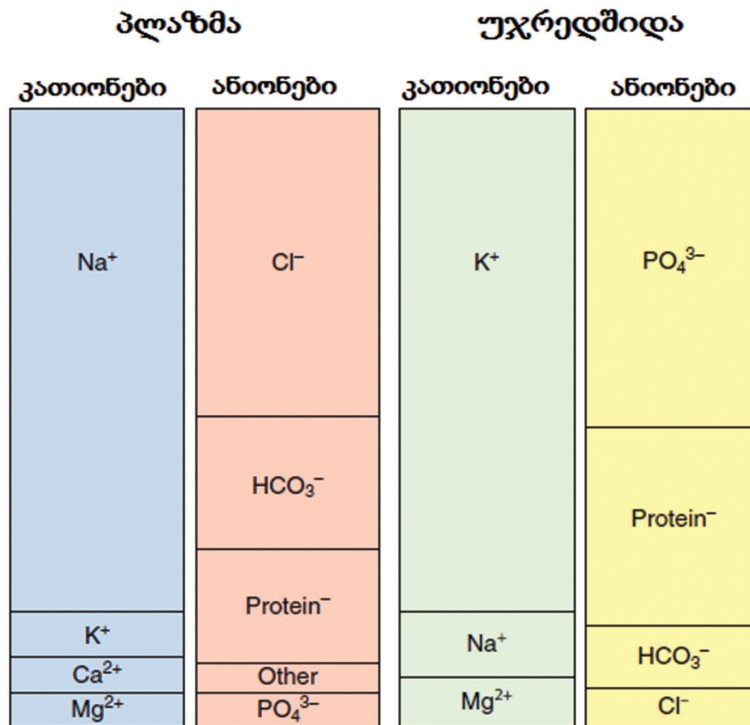 პლაზმა უჯრედშიდა
კათიონები ანიონები კათიონები ანიონები
Na⁺ Cl⁻ K⁺ PO₄³⁻
HCO₃⁻
Protein⁻
Protein⁻
K⁺ Na⁺
HCO₃⁻
Ca²⁺ Other
Mg²⁺ PO₄³⁻ Mg²⁺ Cl⁻